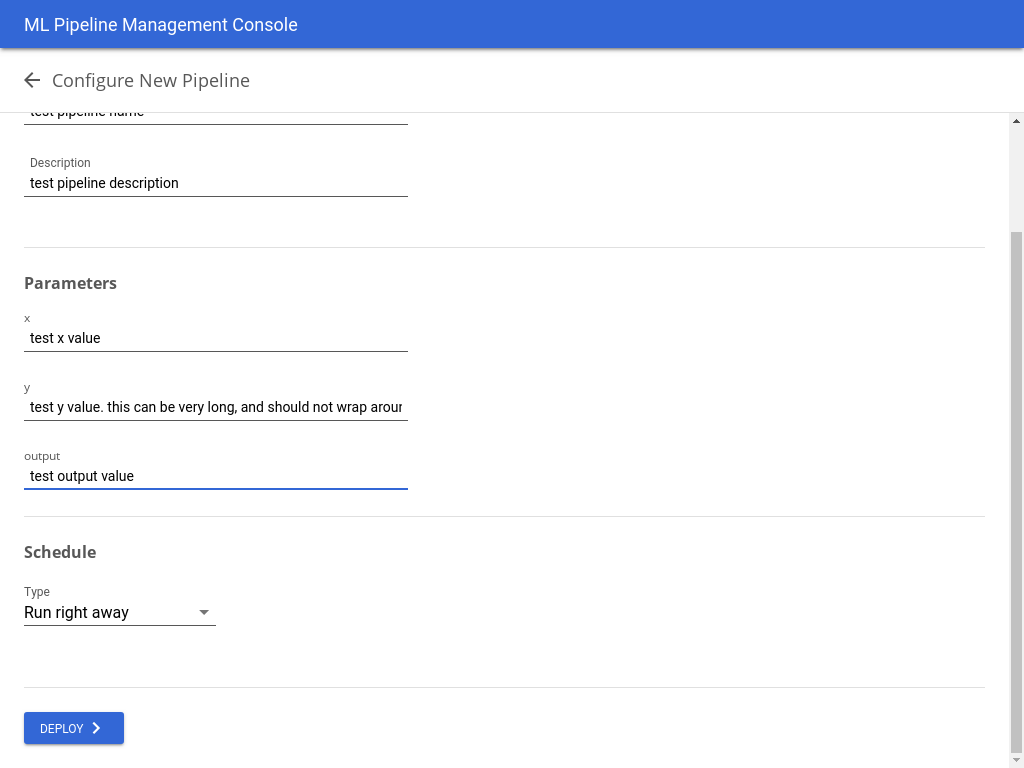 ML Pipeline Management Console
Configure New Pipeline
test pipeline name
Description
test pipeline description
Parameters
x
test x value
y
test y value. this can be very long, and should not wrap aroun
output
test output value
Schedule
Type
Run right away
DEPLOY